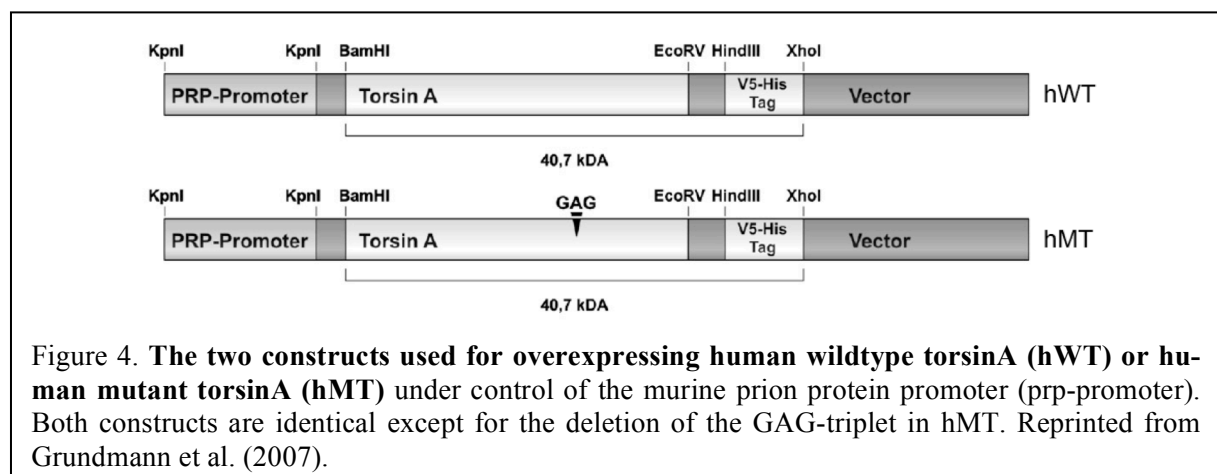 KpnI KpnI BamHI EcoRV HindIII XhoI
PRP-Promoter Torsin A V5-His Tag Vector hWT
40,7 kDA
KpnI KpnI BamHI GAG EcoRV HindIII XhoI
PRP-Promoter Torsin A V5-His Tag Vector hMT
40,7 kDA
Figure 4. The two constructs used for overexpressing human wildtype torsinA (hWT) or hu-
man mutant torsinA (hMT) under control of the murine prion protein promoter (prp-promoter).
Both constructs are identical except for the deletion of the GAG-triplet in hMT. Reprinted from
Grundmann et al. (2007).